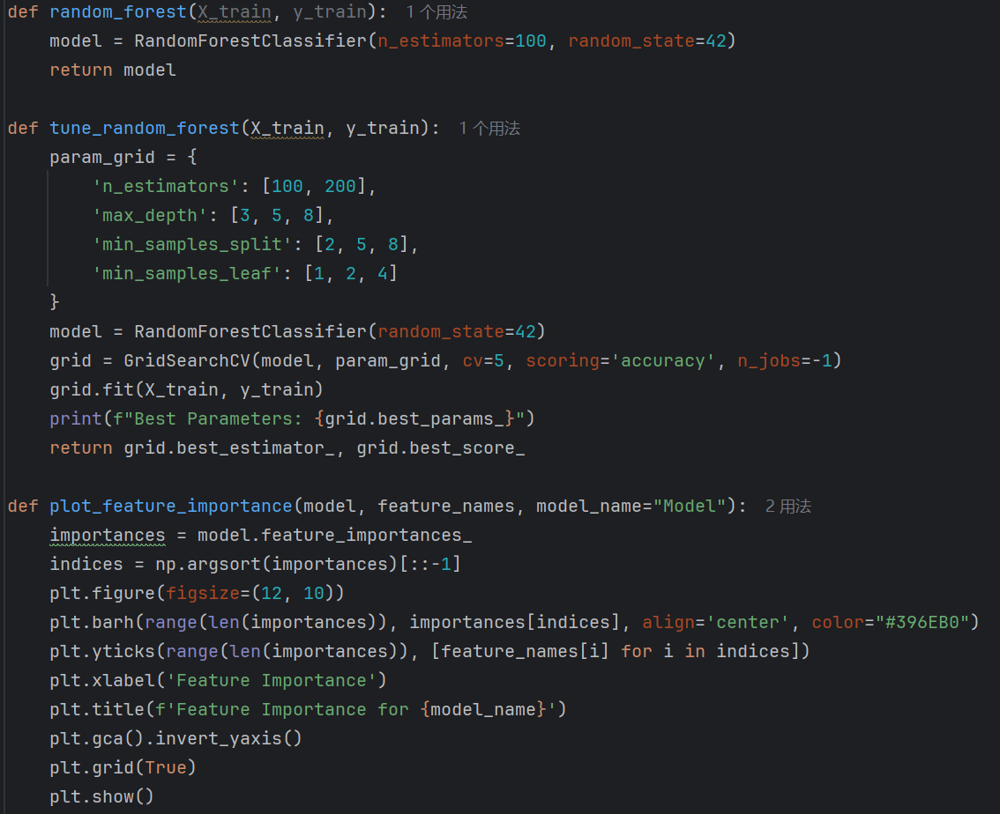 def random_forest(X_train, y_train):  1 个用法
    model = RandomForestClassifier(n_estimators=100, random_state=42)
    return model

def tune_random_forest(X_train, y_train):  1 个用法
    param_grid = {
        'n_estimators': [100, 200],
        'max_depth': [3, 5, 8],
        'min_samples_split': [2, 5, 8],
        'min_samples_leaf': [1, 2, 4]
    }
    model = RandomForestClassifier(random_state=42)
    grid = GridSearchCV(model, param_grid, cv=5, scoring='accuracy', n_jobs=-1)
    grid.fit(X_train, y_train)
    print(f"Best Parameters: {grid.best_params_}")
    return grid.best_estimator_, grid.best_score_

def plot_feature_importance(model, feature_names, model_name="Model"):  2 用法
    importances = model.feature_importances_
    indices = np.argsort(importances)[::-1]
    plt.figure(figsize=(12, 10))
    plt.barh(range(len(importances)), importances[indices], align='center', color="#396EB0")
    plt.yticks(range(len(importances)), [feature_names[i] for i in indices])
    plt.xlabel('Feature Importance')
    plt.title(f'Feature Importance for {model_name}')
    plt.gca().invert_yaxis()
    plt.grid(True)
    plt.show()